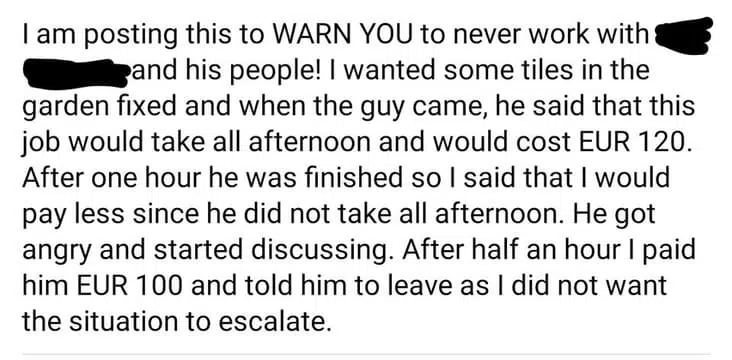 I am posting this to WARN YOU to never work with
and his people! I wanted some tiles in the
garden fixed and when the guy came, he said that this
job would take all afternoon and would cost EUR 120.
After one hour he was finished so I said that I would
pay less since he did not take all afternoon. He got
angry and started discussing. After half an hour I paid
him EUR 100 and told him to leave as I did not want
the situation to escalate.